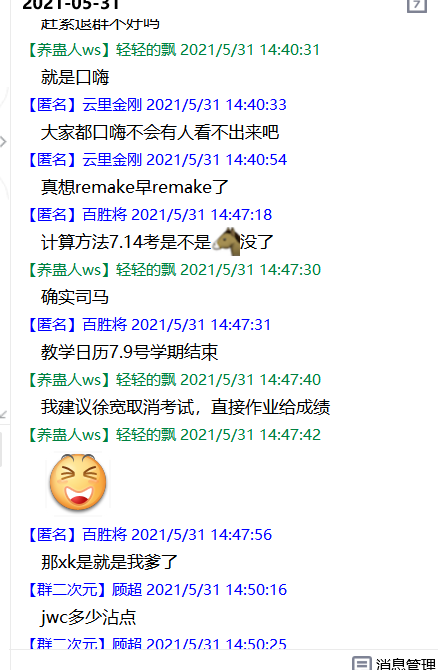 2021-05-31
7
赶紧退群不好吗
【养蛊人ws】轻轻的飘 2021/5/31 14:40:31
就是口嗨
【匿名】云里金刚 2021/5/31 14:40:33
大家都口嗨不会有人看不出来吧
【匿名】云里金刚 2021/5/31 14:40:54
真想remake早remake了
【匿名】百胜将 2021/5/31 14:47:18
计算方法7.14考是不是没了
【养蛊人ws】轻轻的飘 2021/5/31 14:47:30
确实司马
【匿名】百胜将 2021/5/31 14:47:31
教学日历7.9号学期结束
【养蛊人ws】轻轻的飘 2021/5/31 14:47:40
我建议徐宽取消考试，直接作业给成绩
【养蛊人ws】轻轻的飘 2021/5/31 14:47:42
【匿名】百胜将 2021/5/31 14:47:56
那xk是就是我爹了
【群二次元】顾超 2021/5/31 14:50:16
jwc多少沾点
【群二次元】顾超 2021/5/31 14:50:25
消息管理